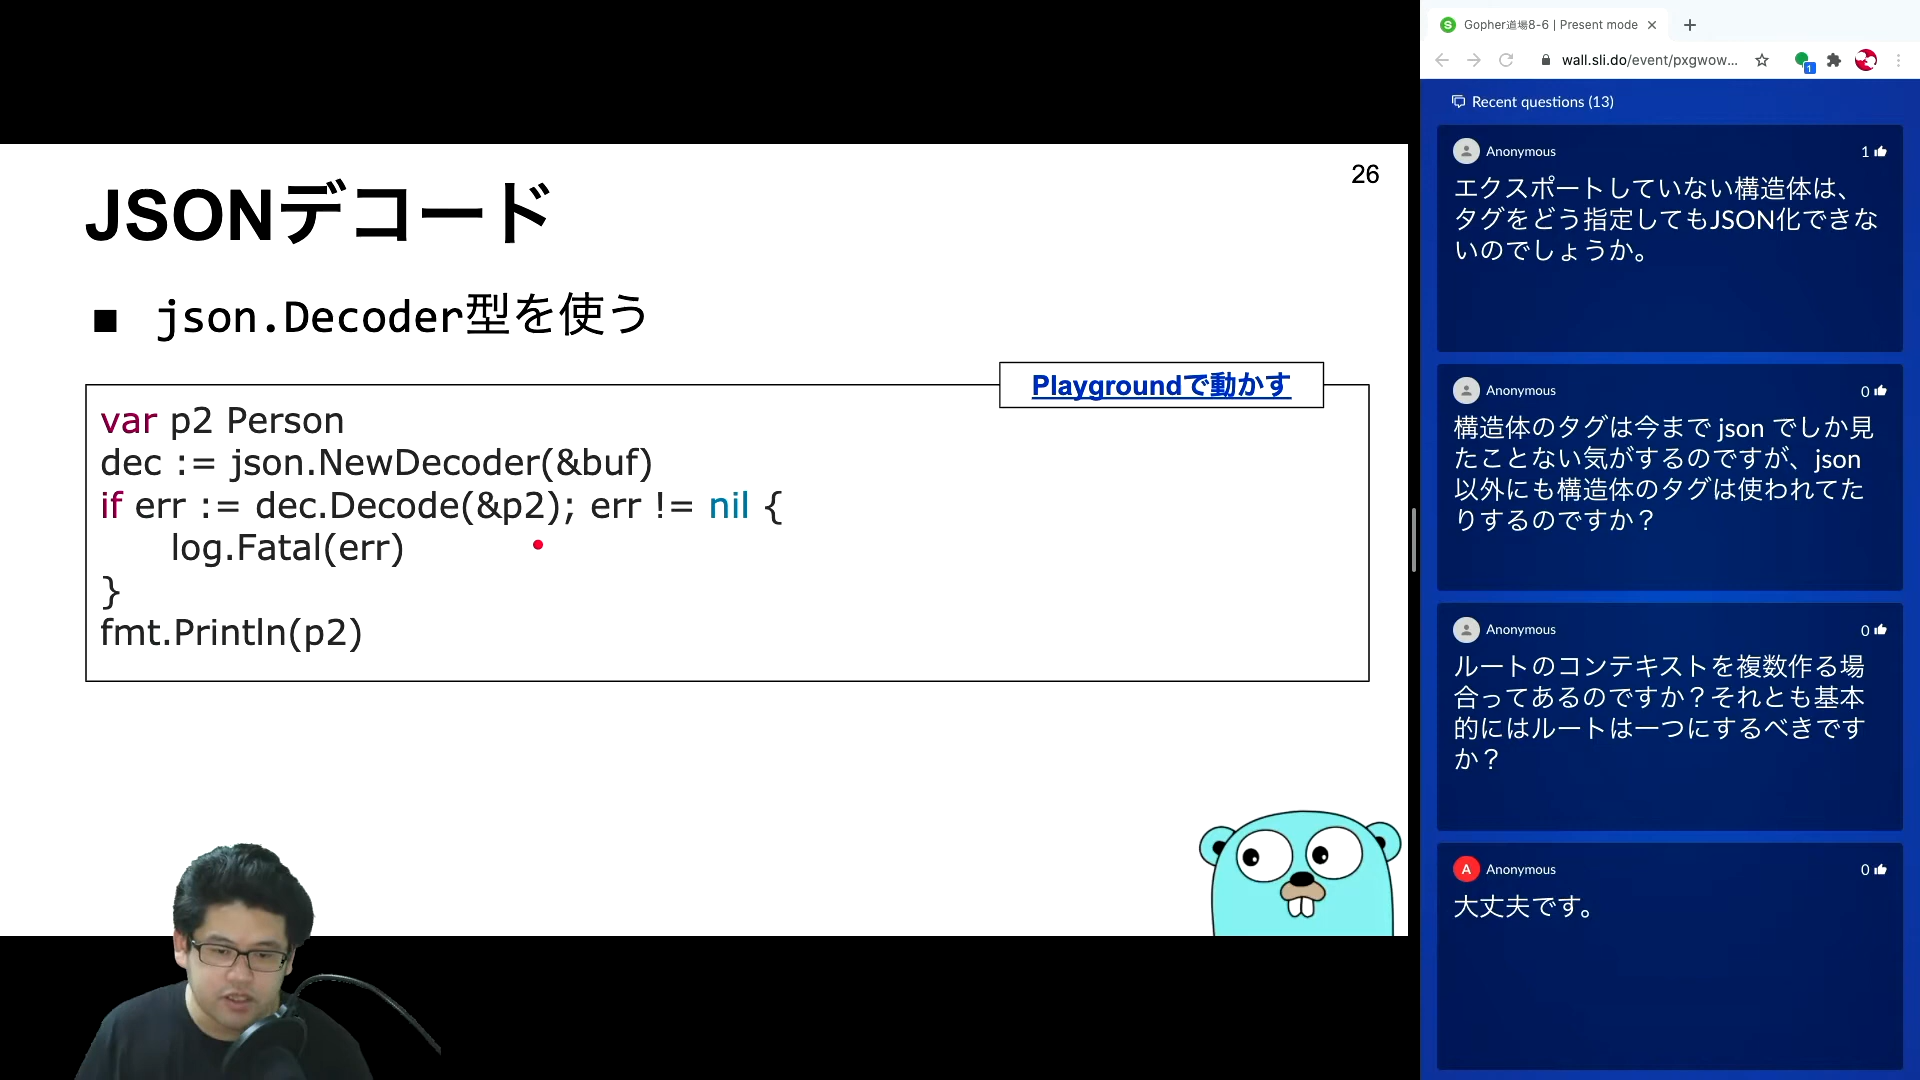 26
JSONデコード
■ json.Decoder型を使う
Playgroundで動かす
var p2 Person
dec := json.NewDecoder(&buf)
if err := dec.Decode(&p2); err != nil {
log.Fatal(err)
}
fmt.Println(p2)
S Gopher道場8-6 | Present mode
wall.sli.do/event/pxgwow...
1
Recent questions (13)
Anonymous
1
エクスポートしていない構造体は、
タグをどう指定してもJSON化できな
いのでしょうか。
Anonymous
0
構造体のタグは今まで json でしか見
たことない気がするのですが、json
以外にも構造体のタグは使われてた
りするのですか？
Anonymous
0
ルートのコンテキストを複数作る場
合ってあるのですか？それとも基本
的にはルートは一つにするべきです
か？
A Anonymous
0
大丈夫です。